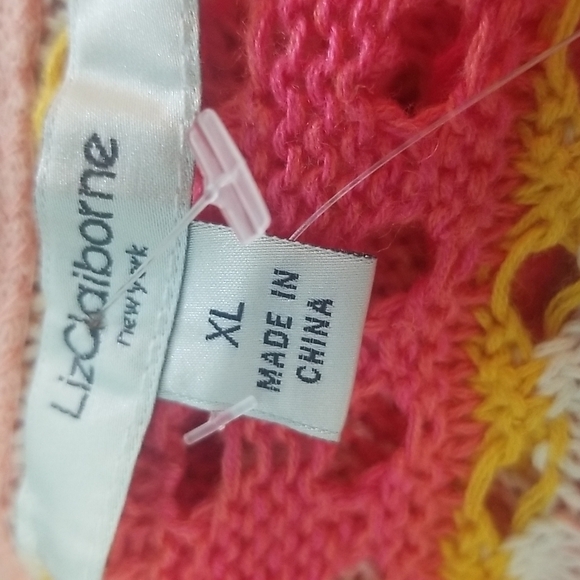 LizClaiborne
new york
XL
MADE IN
CHINA